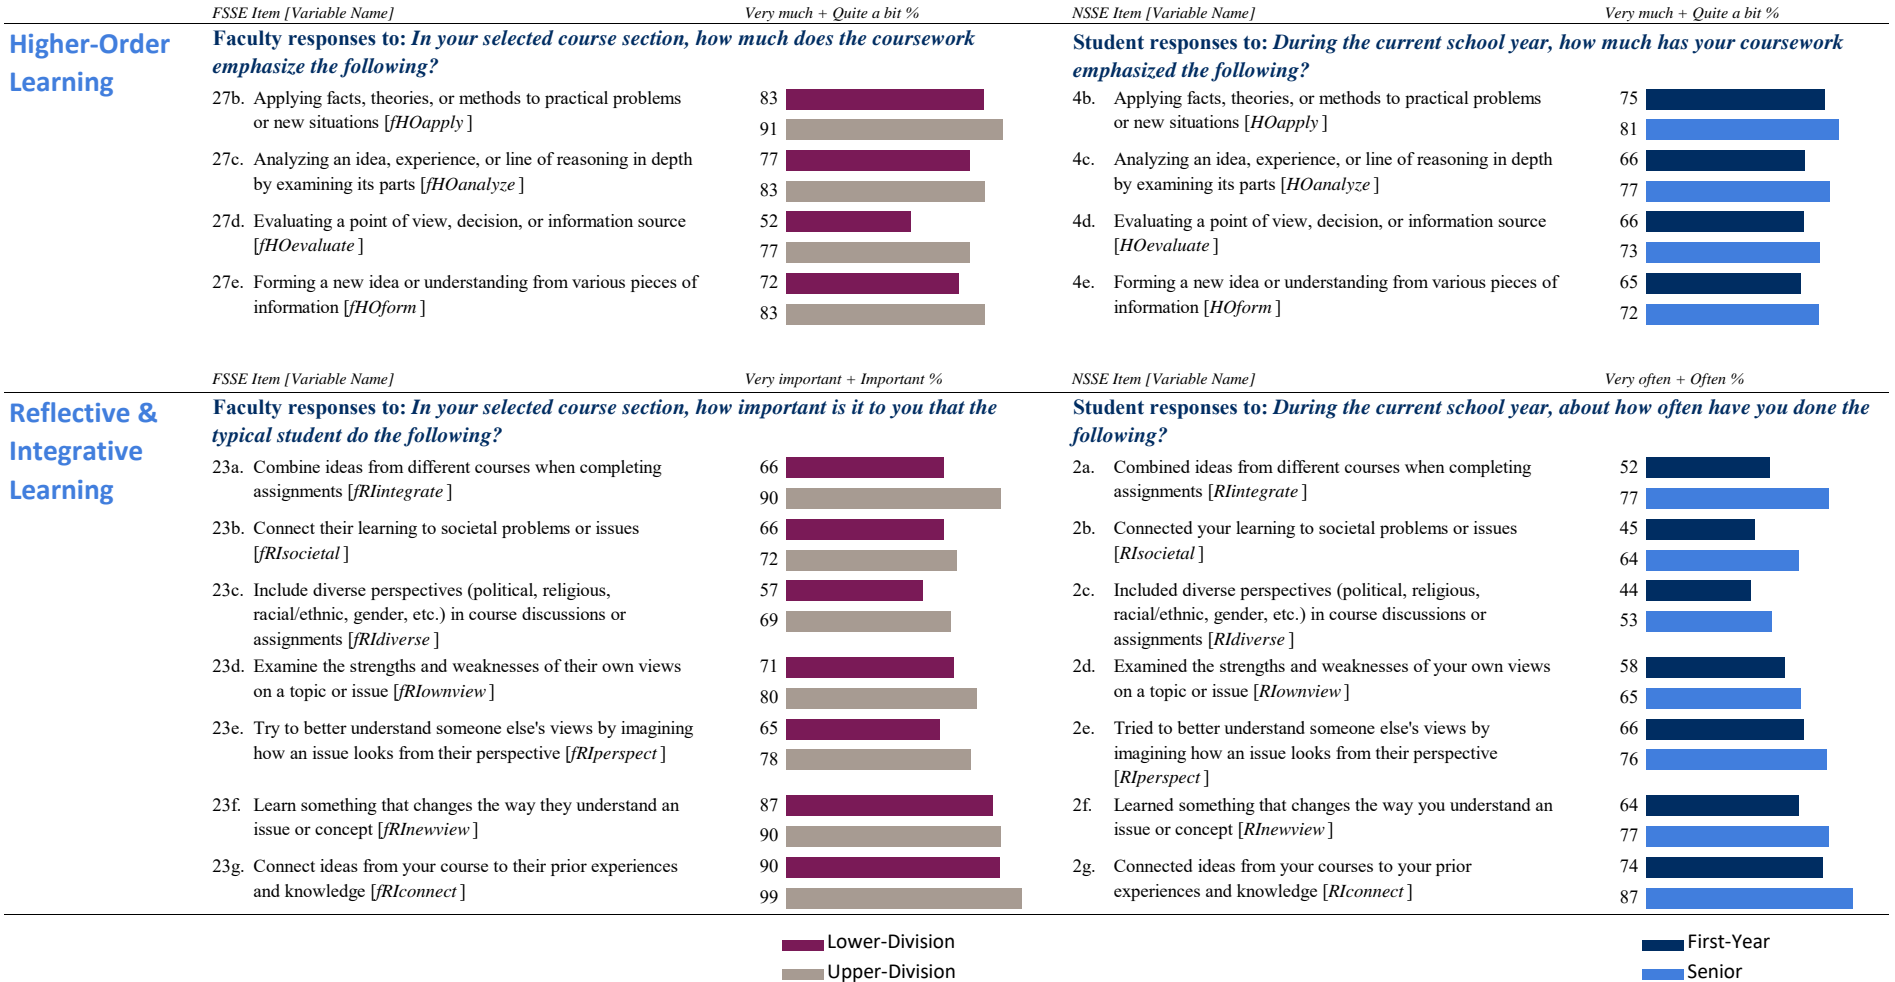 FSSE Item [Variable Name]
Very much + Quite a bit %
NSSE Item [Variable Name]
Very much + Quite a bit %
Higher-Order
Learning
Faculty responses to: In your selected course section, how much does the coursework
emphasize the following?
Student responses to: During the current school year, how much has your coursework
emphasized the following?
27b. Applying facts, theories, or methods to practical problems
or new situations [fHOapply ]
83
91
4b. Applying facts, theories, or methods to practical problems
or new situations [HOapply ]
75
81
27c. Analyzing an idea, experience, or line of reasoning in depth
by examining its parts [fHOanalyze ]
77
83
4c. Analyzing an idea, experience, or line of reasoning in depth
by examining its parts [HOanalyze ]
66
77
27d. Evaluating a point of view, decision, or information source
[fHOevaluate ]
52
77
4d. Evaluating a point of view, decision, or information source
[HOevaluate ]
66
73
27e. Forming a new idea or understanding from various pieces of
information [fHOform ]
72
83
4e. Forming a new idea or understanding from various pieces of
information [HOform ]
65
72
FSSE Item [Variable Name]
Very important + Important %
NSSE Item [Variable Name]
Very often + Often %
Reflective &
Integrative
Learning
Faculty responses to: In your selected course section, how important is it to you that the
typical student do the following?
Student responses to: During the current school year, about how often have you done the
following?
23a. Combine ideas from different courses when completing
assignments [fRIintegrate ]
66
90
2a. Combined ideas from different courses when completing
assignments [RIintegrate ]
52
77
23b. Connect their learning to societal problems or issues
[fRIsocietal ]
66
72
2b. Connected your learning to societal problems or issues
[RIsocietal ]
45
64
23c. Include diverse perspectives (political, religious,
racial/ethnic, gender, etc.) in course discussions or
assignments [fRIdiverse ]
57
69
2c. Included diverse perspectives (political, religious,
racial/ethnic, gender, etc.) in course discussions or
assignments [RIdiverse ]
44
53
23d. Examine the strengths and weaknesses of their own views
on a topic or issue [fRIownview ]
71
80
2d. Examined the strengths and weaknesses of your own views
on a topic or issue [RIownview ]
58
65
23e. Try to better understand someone else's views by imagining
how an issue looks from their perspective [fRIperspect ]
65
78
2e. Tried to better understand someone else's views by
imagining how an issue looks from their perspective
[RIperspect ]
66
76
23f. Learn something that changes the way they understand an
issue or concept [fRInewview ]
87
90
2f. Learned something that changes the way you understand an
issue or concept [RInewview ]
64
77
23g. Connect ideas from your course to their prior experiences
and knowledge [fRIconnect ]
90
99
2g. Connected ideas from your courses to your prior
experiences and knowledge [RIconnect ]
74
87
Lower-Division
Upper-Division
First-Year
Senior